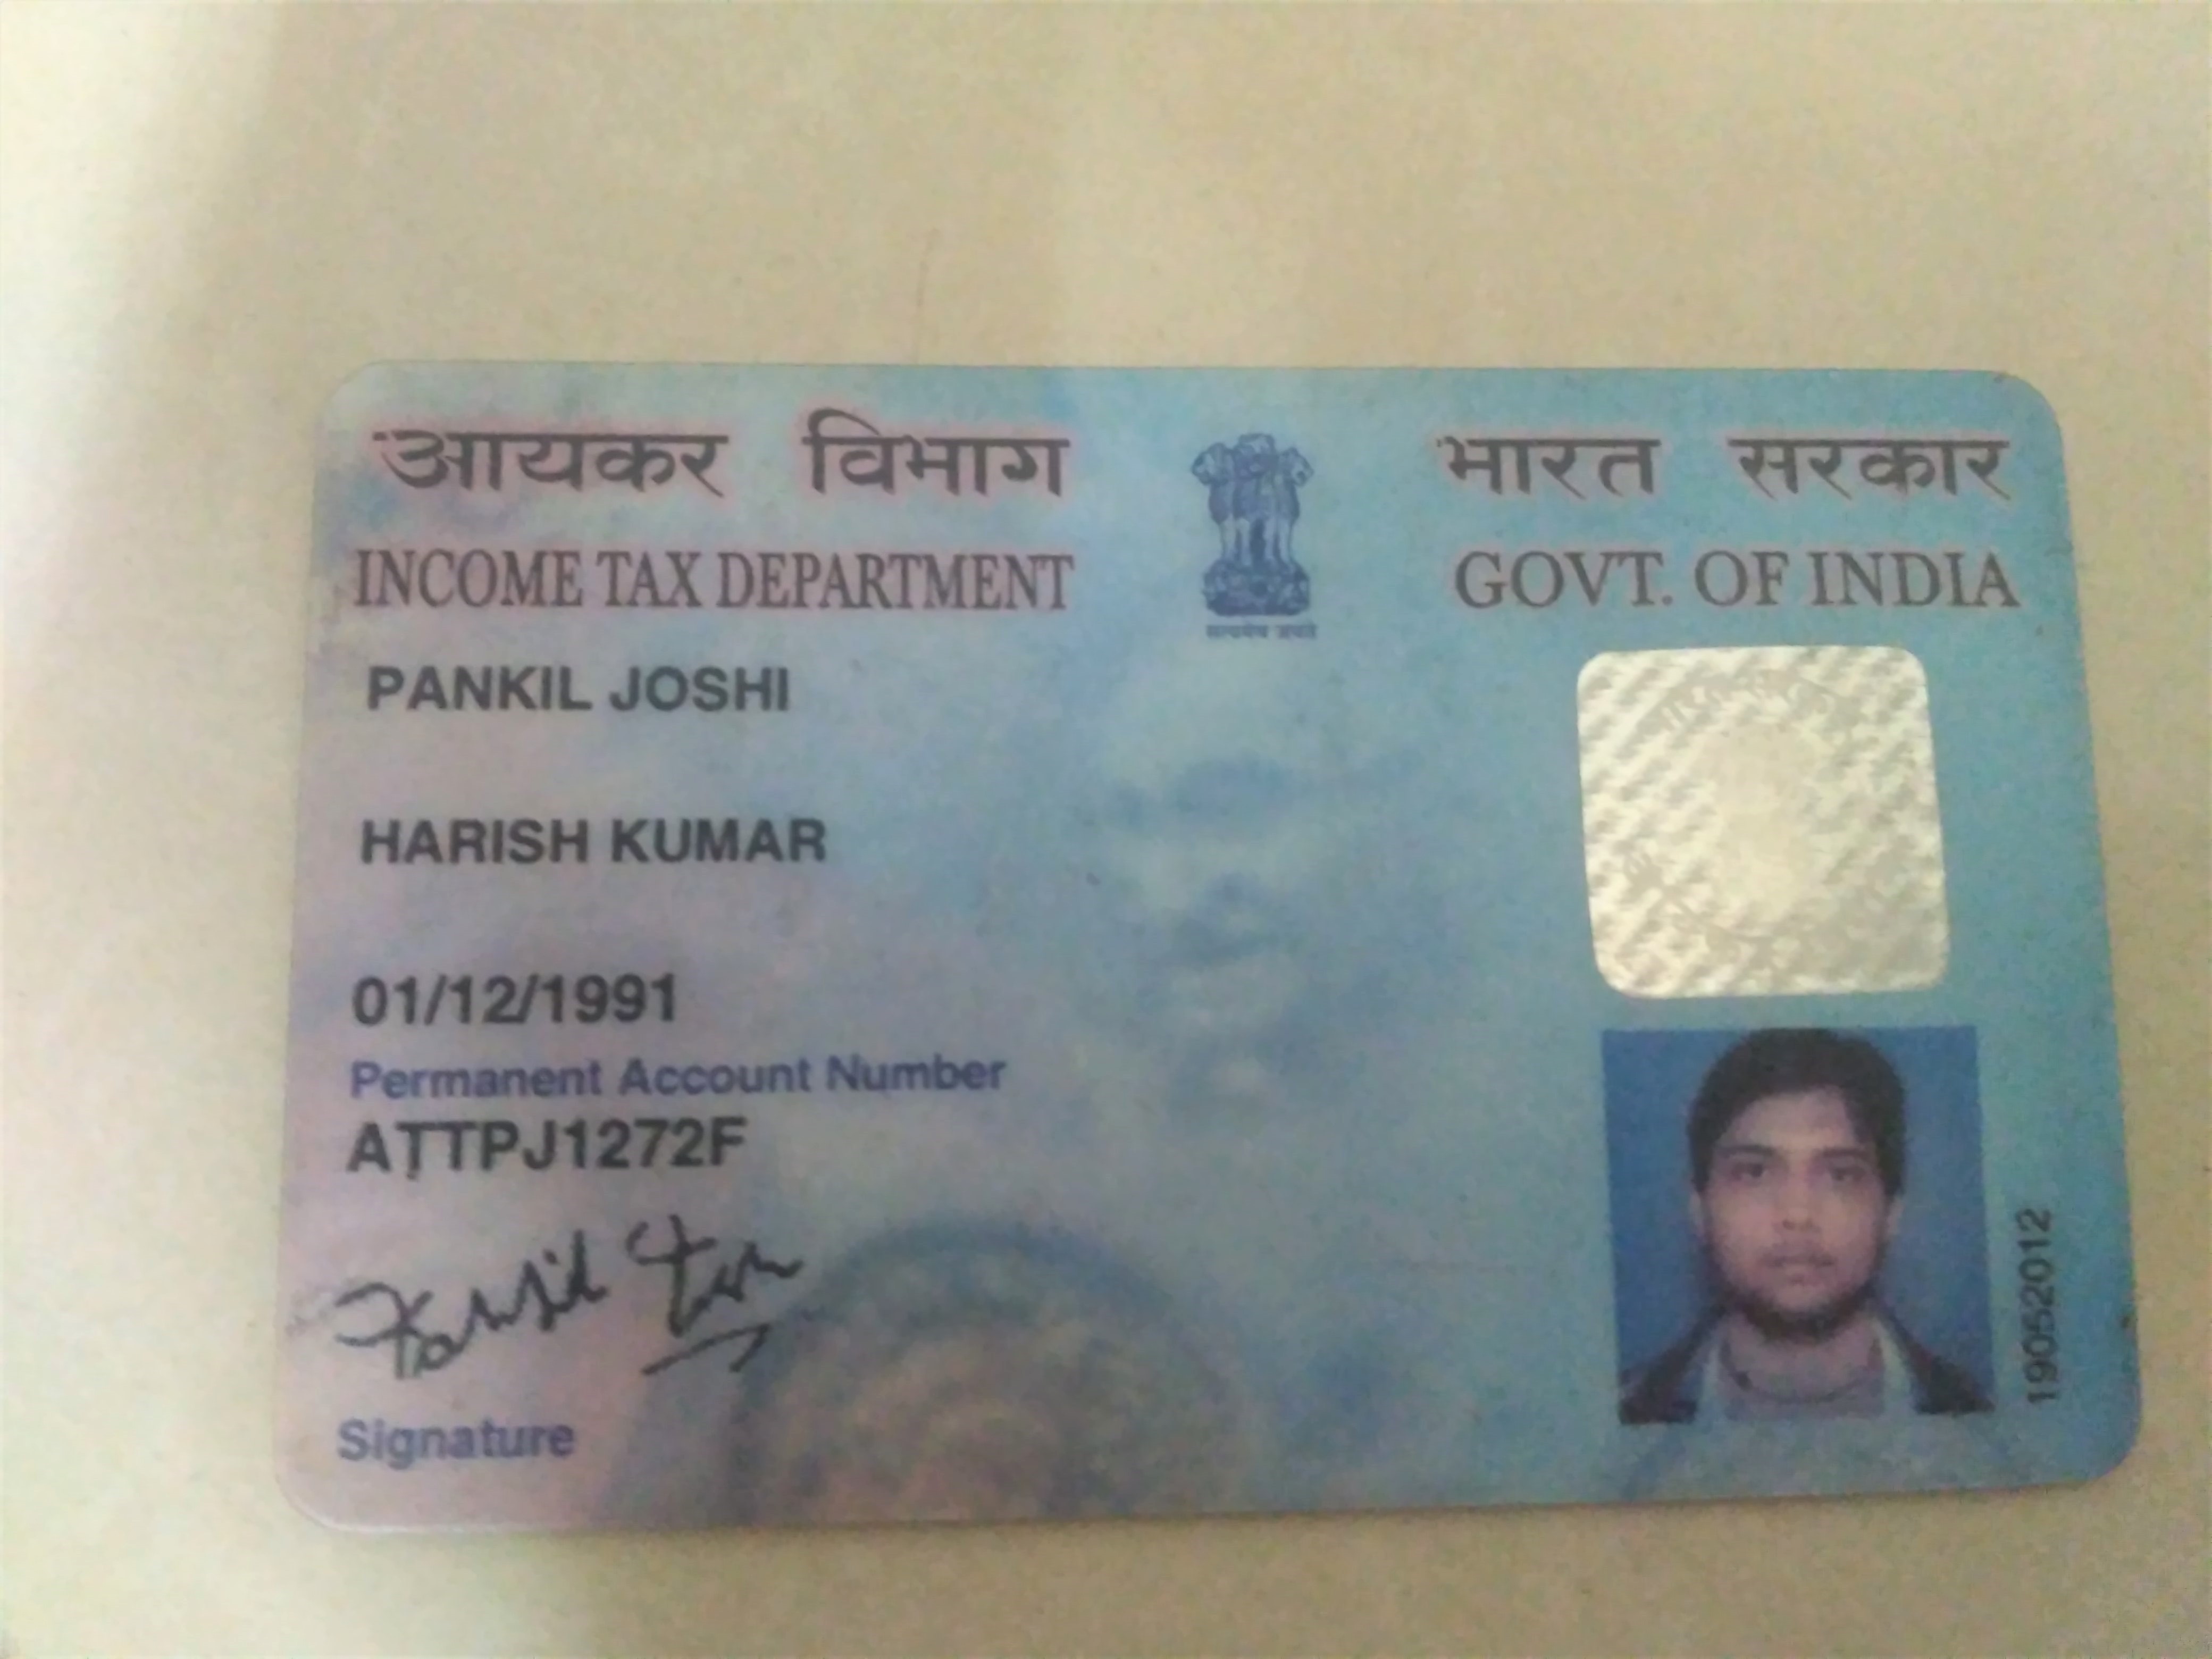 आयकर विभाग
INCOME TAX DEPARTMENT
भारत सरकार
GOVT. OF INDIA
सत्यमेव जयते
PANKIL JOSHI
HARISH KUMAR
01/12/1991
Permanent Account Number
ATTPJ1272F
Signature
19052012